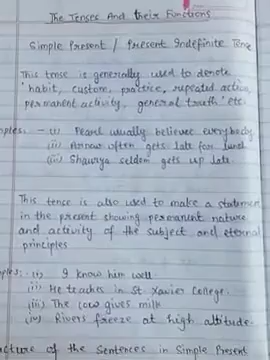 The Tenses And their Functions
Simple Present / Present Indefinite Tense
This tense is generally used to denote
habit, custom, practice, repeated action,
permanent activity, general truth etc.
ples: - (i) Pearl usually believes everybody
(ii) Arnav often gets late for lunch
(iii) Shaurya seldom gets up late.
This tense is also used to make a statement
in the present showing permanent nature
and activity of the subject and eternal
principles
ples: (i) I know him well.
(ii) He teaches in St Xavier College.
(iii) The cow gives milk.
(iv) Rivers freeze at high altitude.
cture of the Sentences in Simple Present